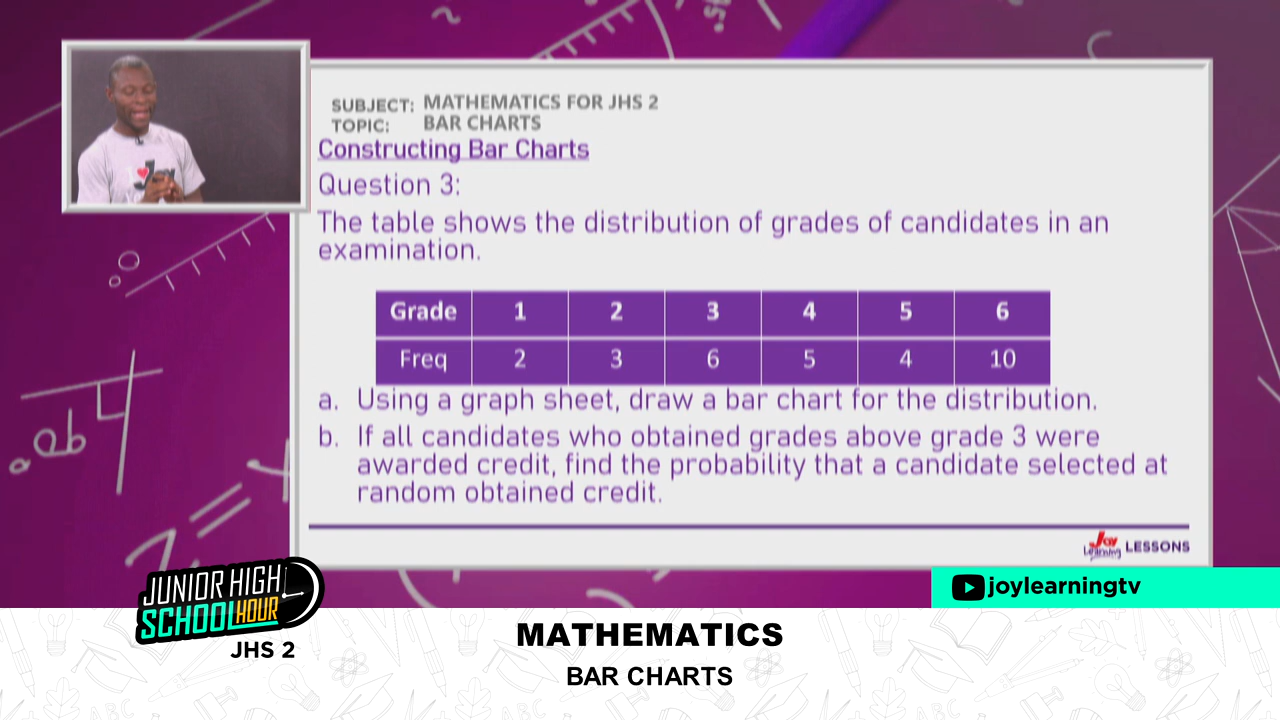 SUBJECT: MATHEMATICS FOR JHS 2
TOPIC: BAR CHARTS
Constructing Bar Charts
Question 3:
The table shows the distribution of grades of candidates in an
examination.
Grade 1 2 3 4 5 6
Freq 2 3 6 5 4 10
a. Using a graph sheet, draw a bar chart for the distribution.
b. If all candidates who obtained grades above grade 3 were
awarded credit, find the probability that a candidate selected at
random obtained credit.
Joy Learning LESSONS
joylearningtv
JUNIOR HIGH
SCHOOL HOUR
JHS 2
MATHEMATICS
BAR CHARTS